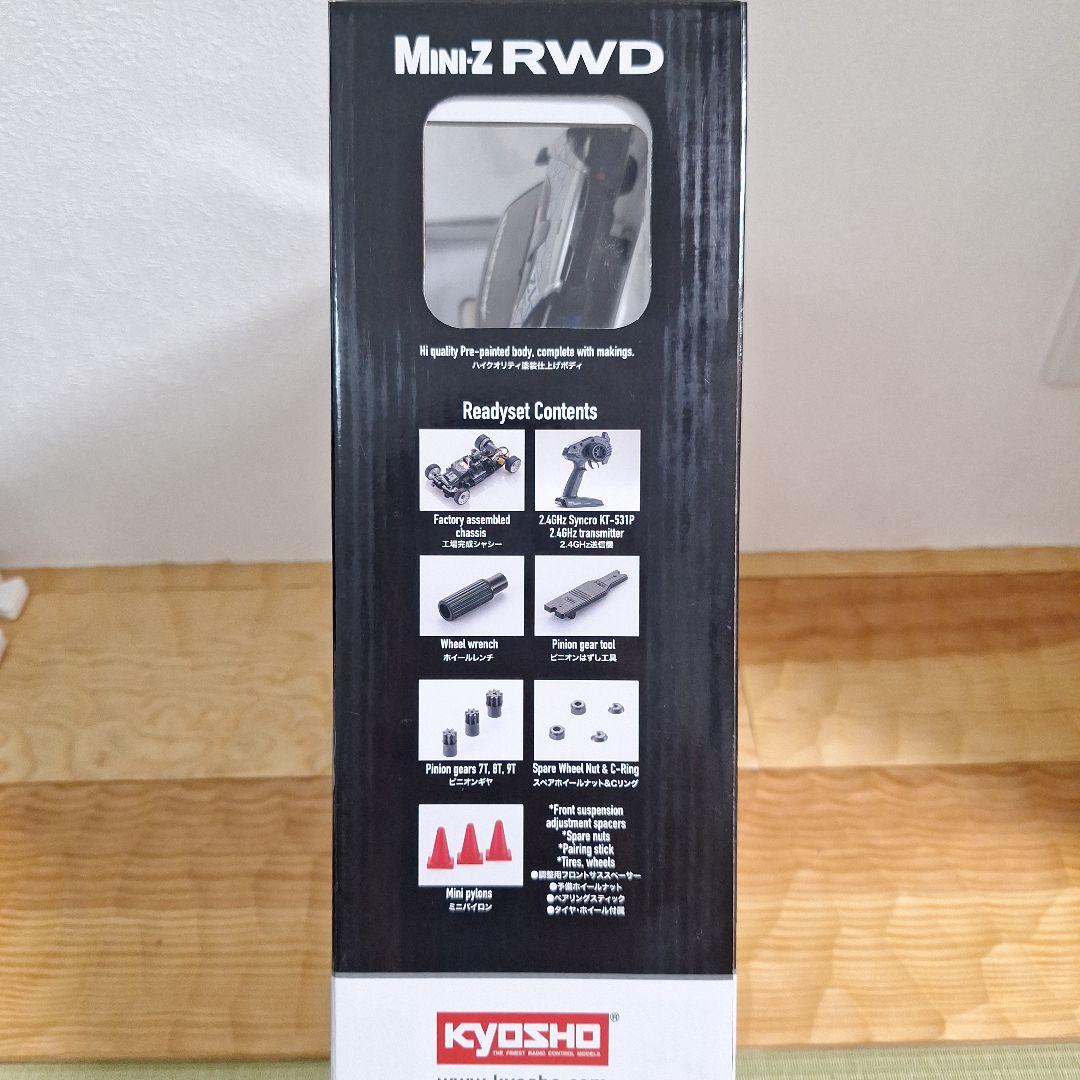 MINI-Z RWD
Hi quality Pre-painted body, complete with makings.
ハイクオリティ塗装仕上げボディ
Readyset Contents
Factory assembled
chassis
工場完成シャシー
2.4GHz Syncro KT-531P
2.4GHz transmitter
2.4GHz送信機
Wheel wrench
ホイールレンチ
Pinion gear tool
ピニオンはずし工具
Pinion gears 7T, 8T, 9T
ピニオンギヤ
Spare Wheel Nut & C-Ring
スペアホイールナット&Cリング
Mini pylons
ミニパイロン
*Front suspension
adjustment spacers
*Spare nuts
*Pairing stick
*Tires, wheels
●調整用フロントサススペーサー
●予備ホイールナット
●ペアリングスティック
●タイヤ・ホイール付属
KYOSHO®
THE FINEST RADIO CONTROL MODELS
www.kyosho.com